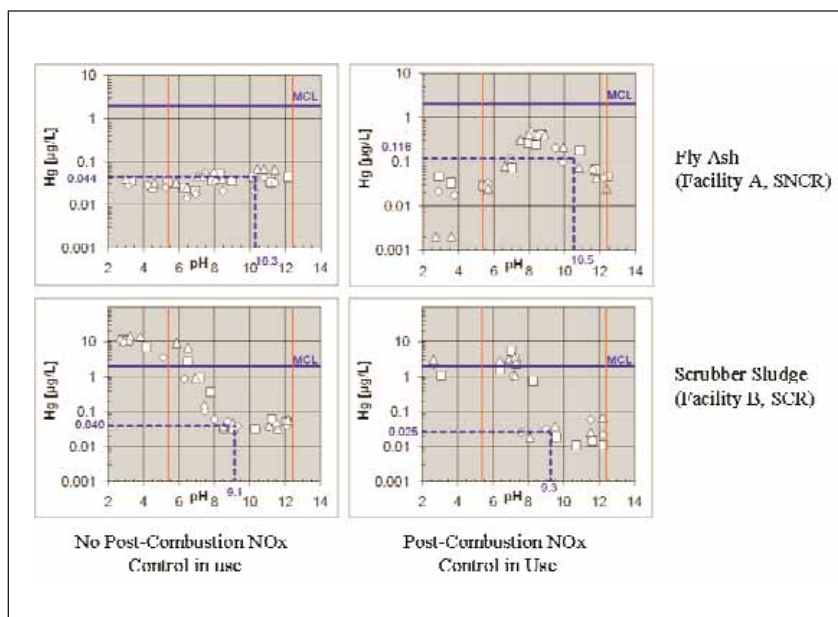 10
1
0.1
0.01
0.001
Hg [µg/L]
MCL
0.044
10.3
2 4 6 8 10 12 14
pH
10
1
0.1
0.01
0.001
Hg [µg/L]
MCL
0.116
10.5
2 4 6 8 10 12 14
pH
Fly Ash
(Facility A, SNCR)
10
1
0.1
0.01
0.001
Hg [µg/L]
MCL
0.040
9.1
2 4 6 8 10 12 14
pH
10
1
0.1
0.01
0.001
Hg [µg/L]
MCL
0.025
9.3
2 4 6 8 10 12 14
pH
Scrubber Sludge
(Facility B, SCR)
No Post-Combustion NOx
Control in use
Post-Combustion NOx
Control in Use